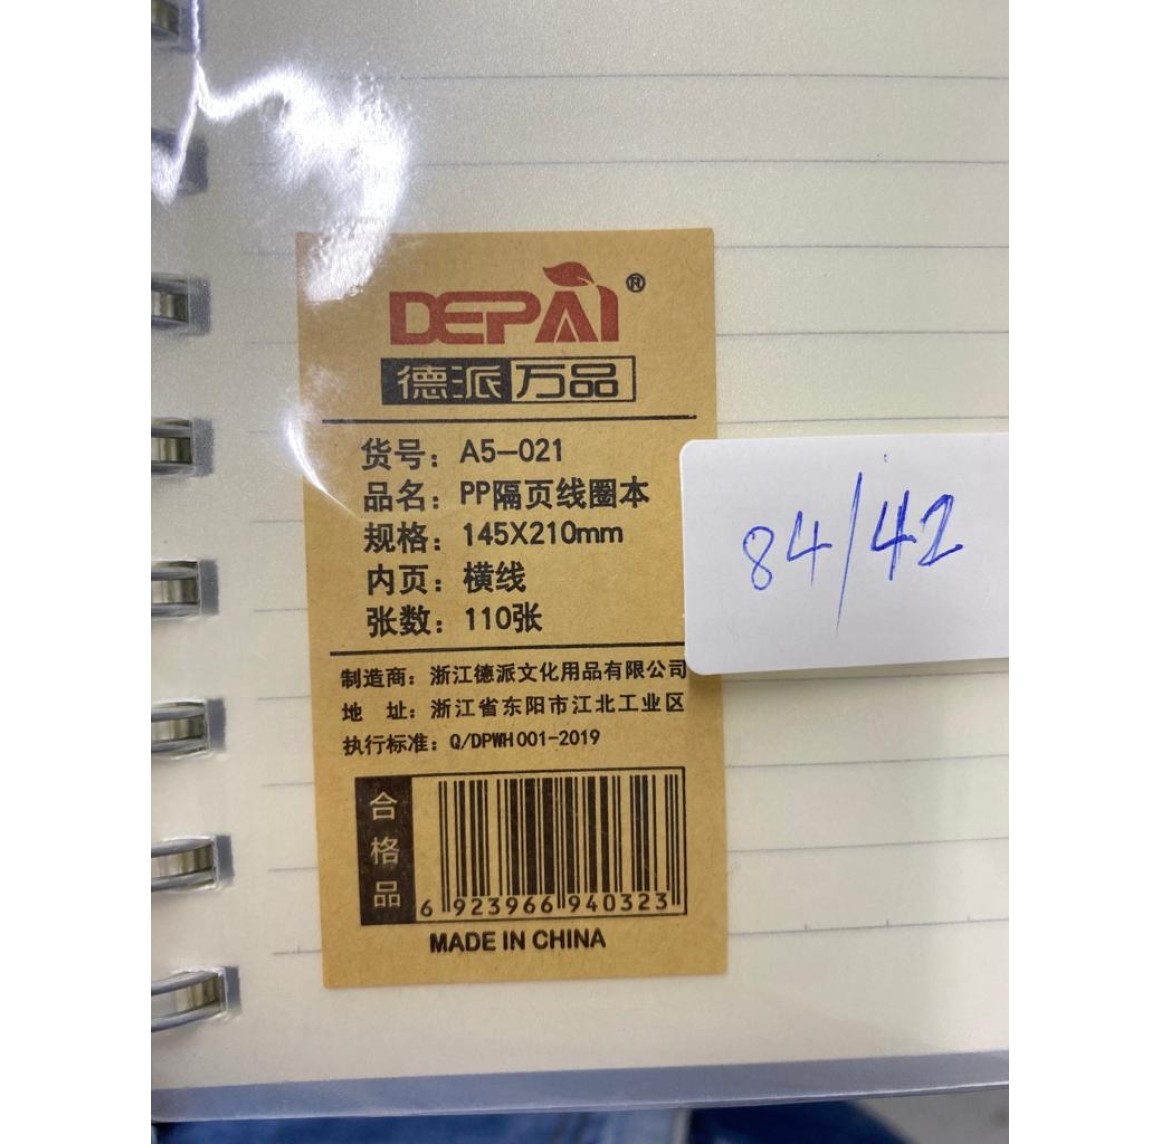 DEPAI®
德派万品
货号：A5-021
品名：PP隔页线圈本
规格：145X210mm
内页：横线
张数：110张
84/42
制造商：浙江德派文化用品有限公司
地 址：浙江省东阳市江北工业区
执行标准：Q/DPWH001-2019
合格品
6 923966 940323
MADE IN CHINA